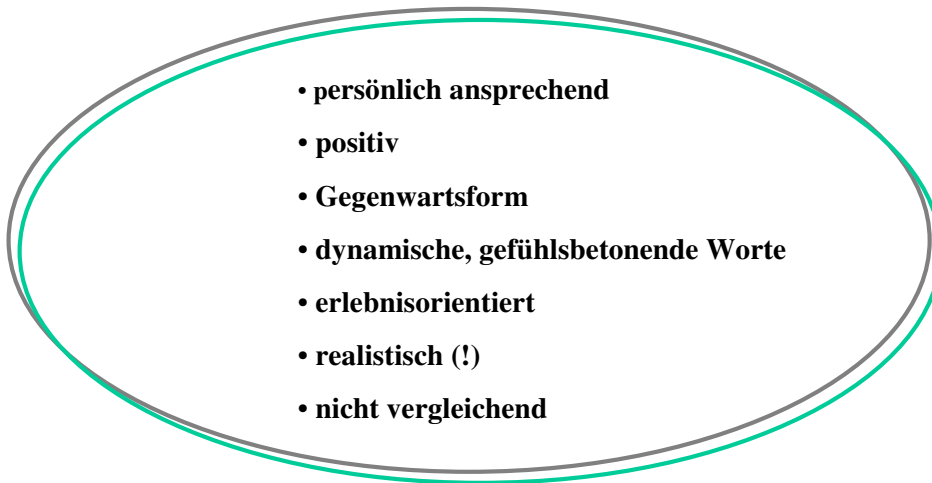 • persönlich ansprechend
• positiv
• Gegenwartsform
• dynamische, gefühlsbetonende Worte
• erlebnisorientiert
• realistisch (!)
• nicht vergleichend